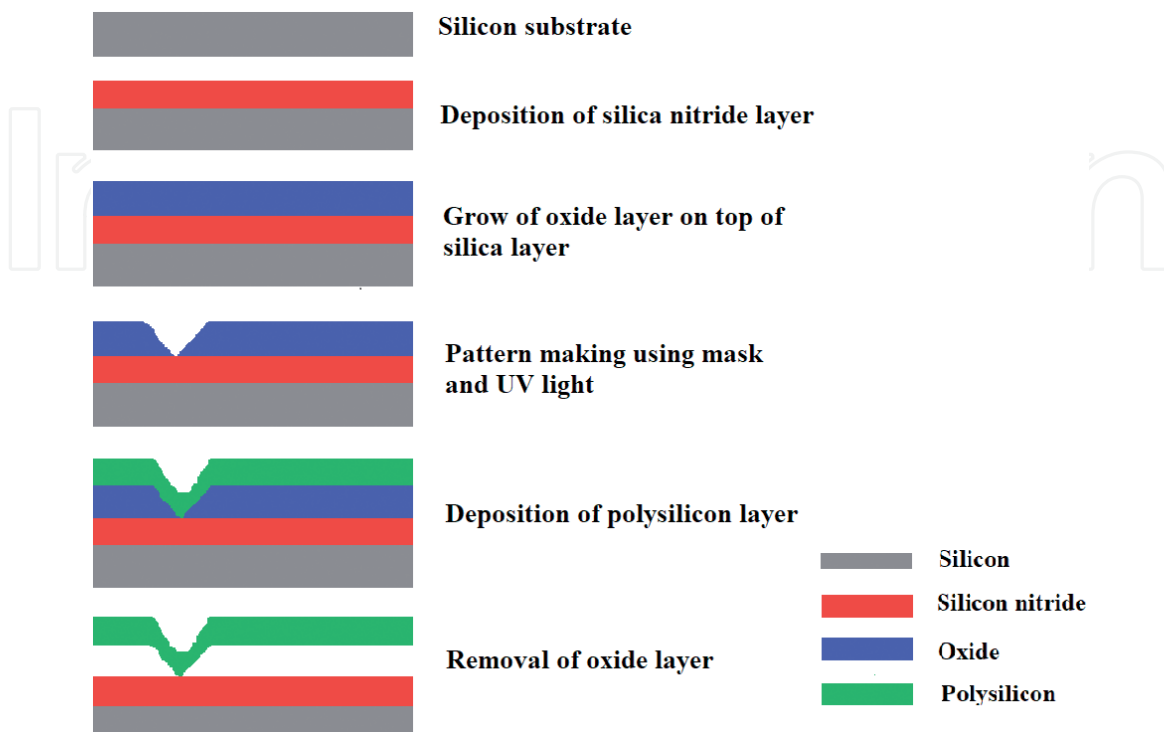 Silicon substrate
Deposition of silica nitride layer
Grow of oxide layer on top of
silica layer
Pattern making using mask
and UV light
Deposition of polysilicon layer
Removal of oxide layer
Silicon
Silicon nitride
Oxide
Polysilicon